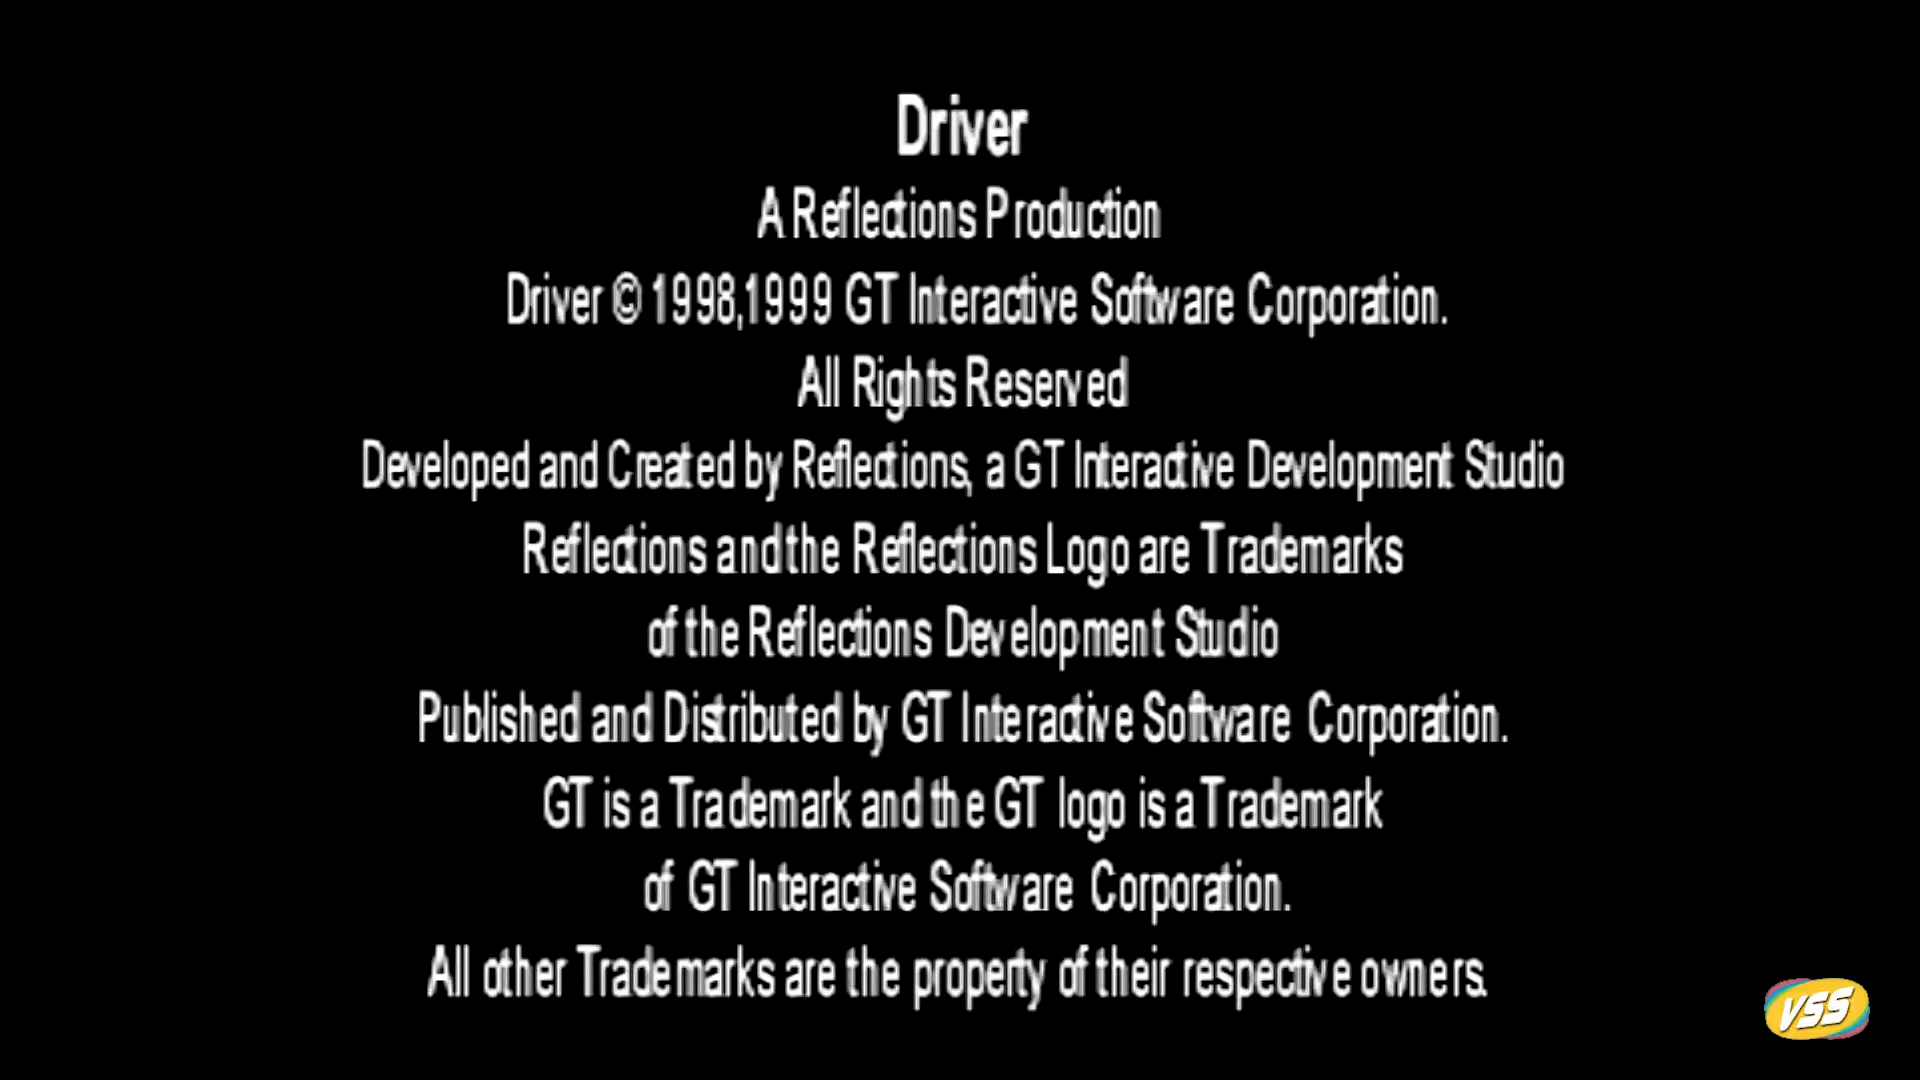 Driver
A Reflections Production
Driver © 1998,1999 GT Interactive Software Corporation.
All Rights Reserved
Developed and Created by Reflections, a GT Interactive Development Studio
Reflections and the Reflections Logo are Trademarks
of the Reflections Development Studio
Published and Distributed by GT Interactive Software Corporation.
GT is a Trademark and the GT logo is a Trademark
of GT Interactive Software Corporation.
All other Trademarks are the property of their respective owners.
VSS